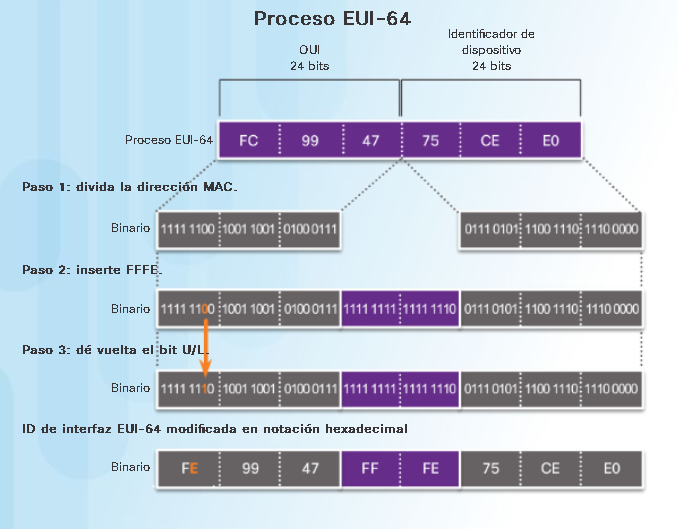 Proceso EUI-64
OUI
24 bits
Identificador de
dispositivo
24 bits
Proceso EUI-64 FC 99 47 75 CE E0
Paso 1: divida la dirección MAC.
Binario 1111 1100 1001 1001 0100 0111 0111 0101 1100 1110 1110 0000
Paso 2: inserte FFFE.
Binario 1111 1100 1001 1001 0100 0111 1111 1111 1111 1110 0111 0101 1100 1110 1110 0000
Paso 3: dé vuelta el bit U/L.
Binario 1111 1110 1001 1001 0100 0111 1111 1111 1111 1110 0111 0101 1100 1110 1110 0000
ID de interfaz EUI-64 modificada en notación hexadecimal
Binario FE 99 47 FF FE 75 CE E0